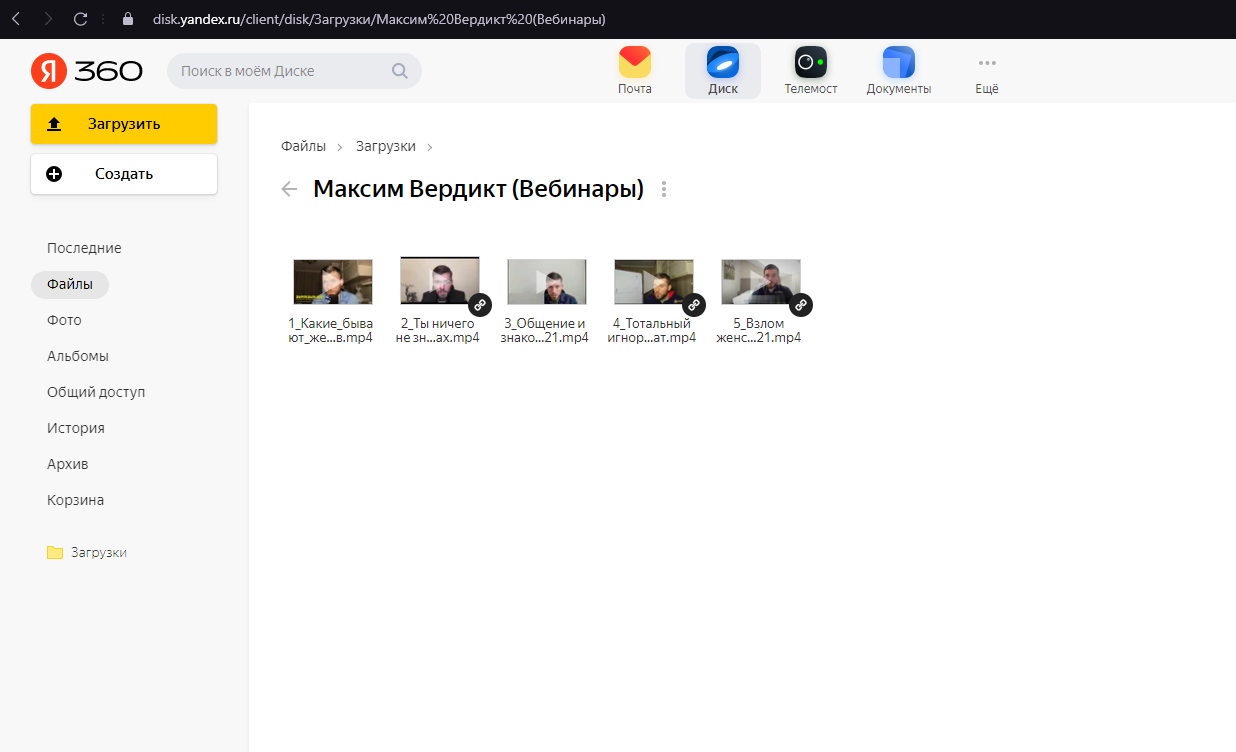 disk.yandex.ru/client/disk/Загрузки/Максим%20Вердикт%20(Вебинары)
Я 360
Поиск в моём Диске
Почта
Диск
Телемост
Документы
Ещё
Загрузить
Создать
Последние
Файлы
Фото
Альбомы
Общий доступ
История
Архив
Корзина
Загрузки
Файлы > Загрузки >
Максим Вердикт (Вебинары)
1_Какие_быва
ют_же...в.mp4
2_Ты ничего
не зн...ах.mp4
3_Общение и
знако...21.mp4
4_Тотальный
игнор...ат.mp4
5_Взлом
женс...21.mp4